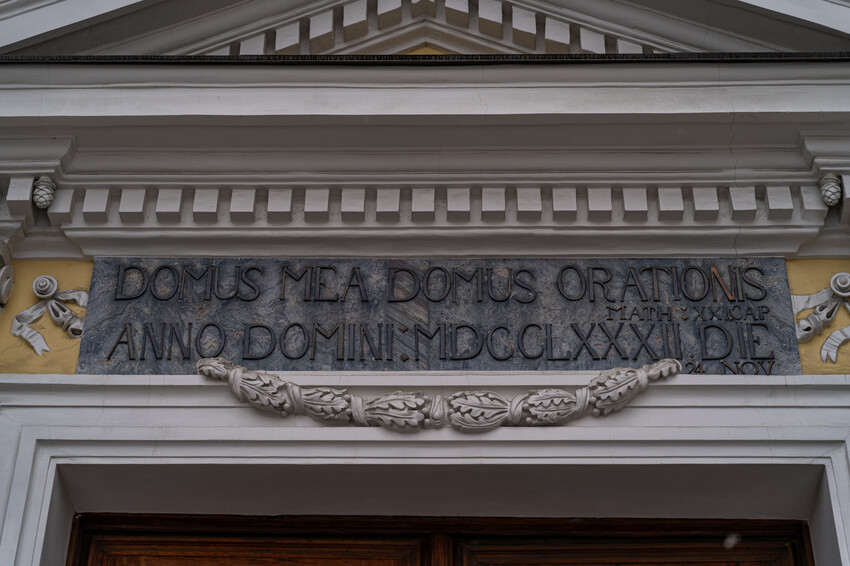 DOMUS MEA DOMUS ORATIONIS
MATH : XXI CAP
ANNO DOMINI : MDCCLXXXII : DIE
24 NOV